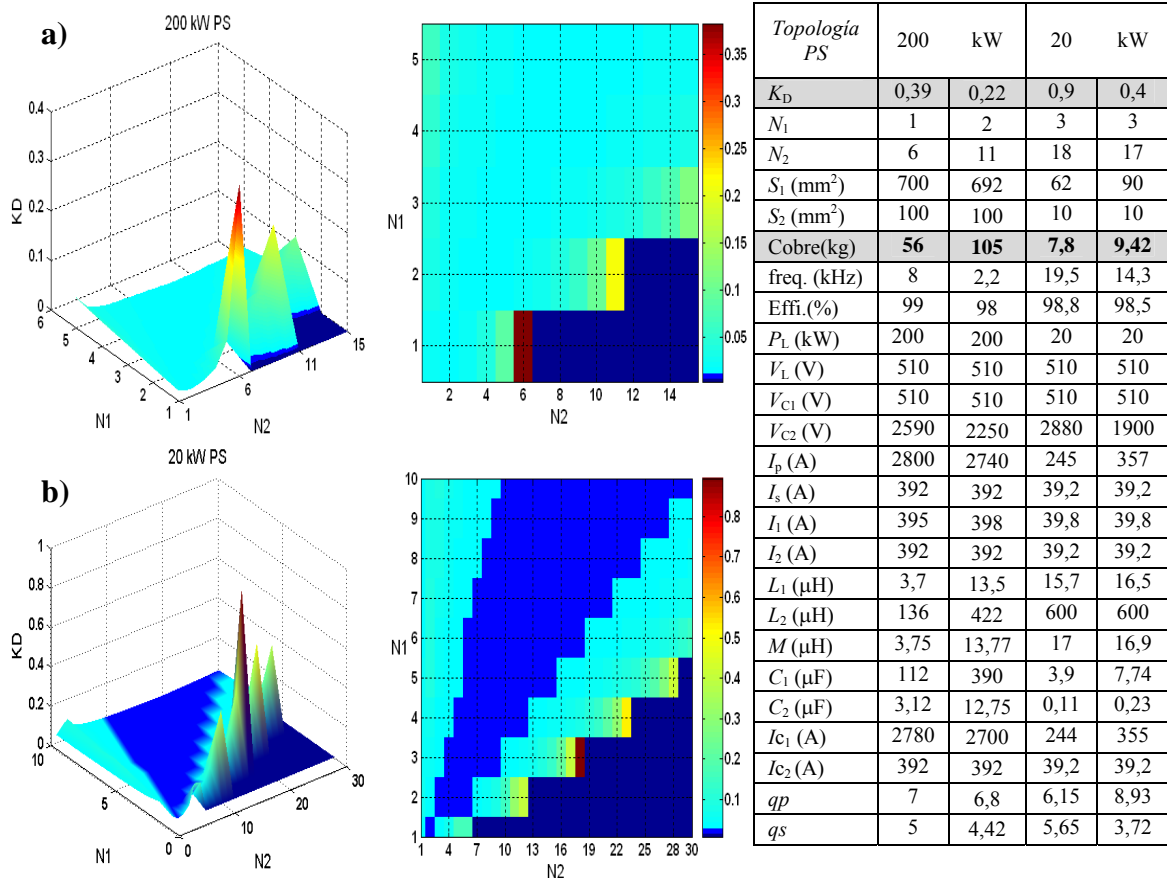 a)
200 kW PS
0.4
0.3
0.2
0.1
0
KD
6
5
4
3
2
1
N1
1
6
11
15
N2
5
4
3
2
1
N1
2
4
6
8
10
12
14
N2
0.35
0.3
0.25
0.2
0.15
0.1
0.05
b)
20 kW PS
1
0.8
0.6
0.4
0.2
0
KD
10
5
0
N1
0
10
20
30
N2
10
9
8
7
6
5
4
3
2
1
N1
1
4
7
10
13
16
19
22
25
28
30
N2
0.8
0.7
0.6
0.5
0.4
0.3
0.2
0.1
Topología PS 200 kW 20 kW
K_D 0,39 0,22 0,9 0,4
N₁ 1 2 3 3
N₂ 6 11 18 17
S₁ (mm²) 700 692 62 90
S₂ (mm²) 100 100 10 10
Cobre(kg) 56 105 7,8 9,42
freq. (kHz) 8 2,2 19,5 14,3
Effi.(%) 99 98 98,8 98,5
P_L (kW) 200 200 20 20
V_L (V) 510 510 510 510
V_C1 (V) 510 510 510 510
V_C2 (V) 2590 2250 2880 1900
I_p (A) 2800 2740 245 357
I_s (A) 392 392 39,2 39,2
I₁ (A) 395 398 39,8 39,8
I₂ (A) 392 392 39,2 39,2
L₁ (μH) 3,7 13,5 15,7 16,5
L₂ (μH) 136 422 600 600
M (μH) 3,75 13,77 17 16,9
C₁ (μF) 112 390 3,9 7,74
C₂ (μF) 3,12 12,75 0,11 0,23
Ic₁ (A) 2780 2700 244 355
Ic₂ (A) 392 392 39,2 39,2
qp 7 6,8 6,15 8,93
qs 5 4,42 5,65 3,72